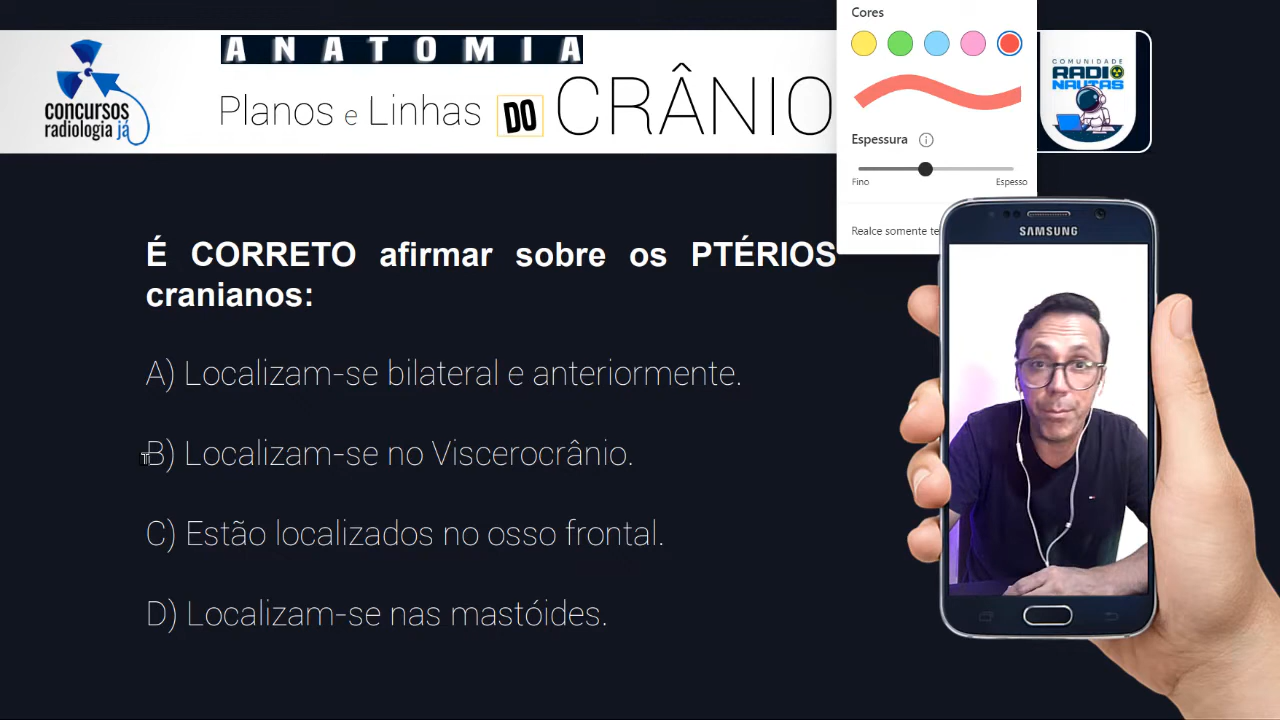 Cores
ANATOMIA
Planos e Linhas DO CRÂNIO
CONCURSOS
radiologia já
COMUNIDADE
RADIO
NAUTAS
Espessura
Fino
Espesso
Realce somente te
SAMSUNG
É CORRETO afirmar sobre os PTÉRIOS
cranianos:
A) Localizam-se bilateral e anteriormente.
B) Localizam-se no Viscerocrânio.
C) Estão localizados no osso frontal.
D) Localizam-se nas mastóides.